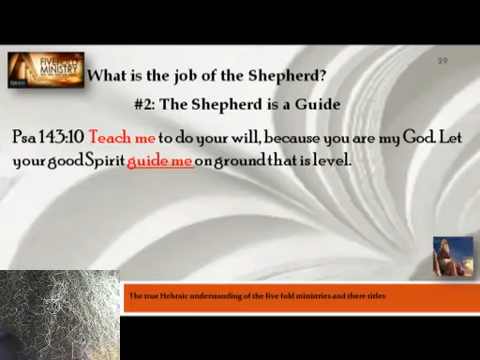 FIVEFOLD
MINISTRY
29
What is the job of the Shepherd?
#2: The Shepherd is a Guide
Psa 143:10 Teach me to do your will, because you are my God. Let
your good Spirit guide me on ground that is level.
The true Hebraic understanding of the five fold ministries and there titles